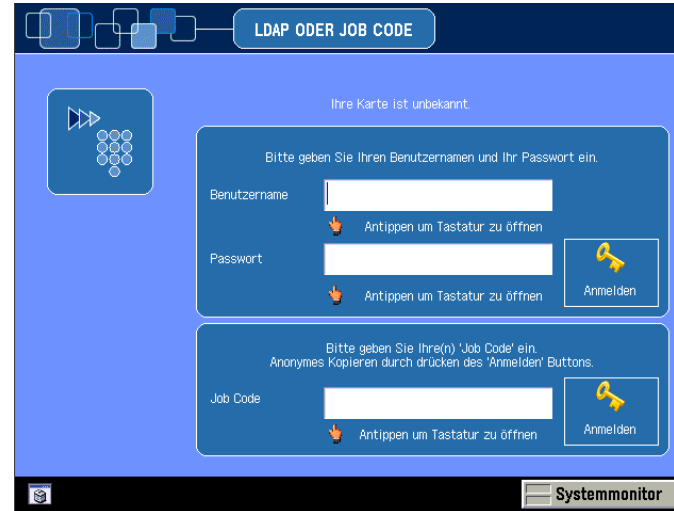 LDAP ODER JOB CODE
Ihre Karte ist unbekannt.
Bitte geben Sie Ihren Benutzernamen und Ihr Passwort ein.
Benutzername
Antippen um Tastatur zu öffnen
Passwort
Antippen um Tastatur zu öffnen
Anmelden
Bitte geben Sie Ihre(n) 'Job Code' ein.
Anonymes Kopieren durch drücken des 'Anmelden' Buttons.
Job Code
Antippen um Tastatur zu öffnen
Anmelden
Systemmonitor